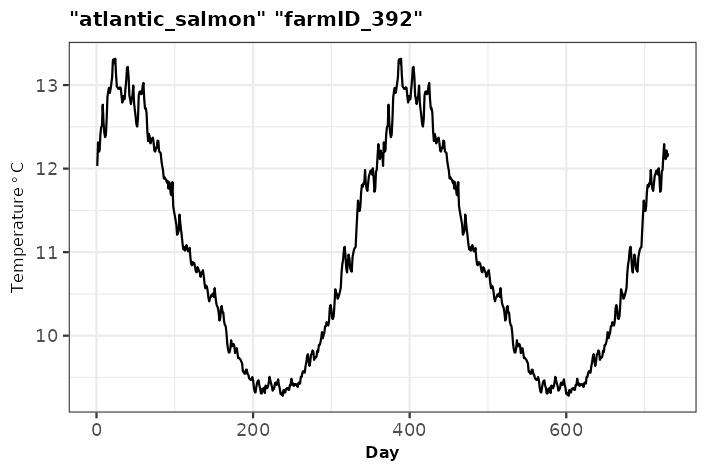 "atlantic_salmon" "farmID_392"
Temperature ° C
13
12
11
10
0
200
400
600
Day